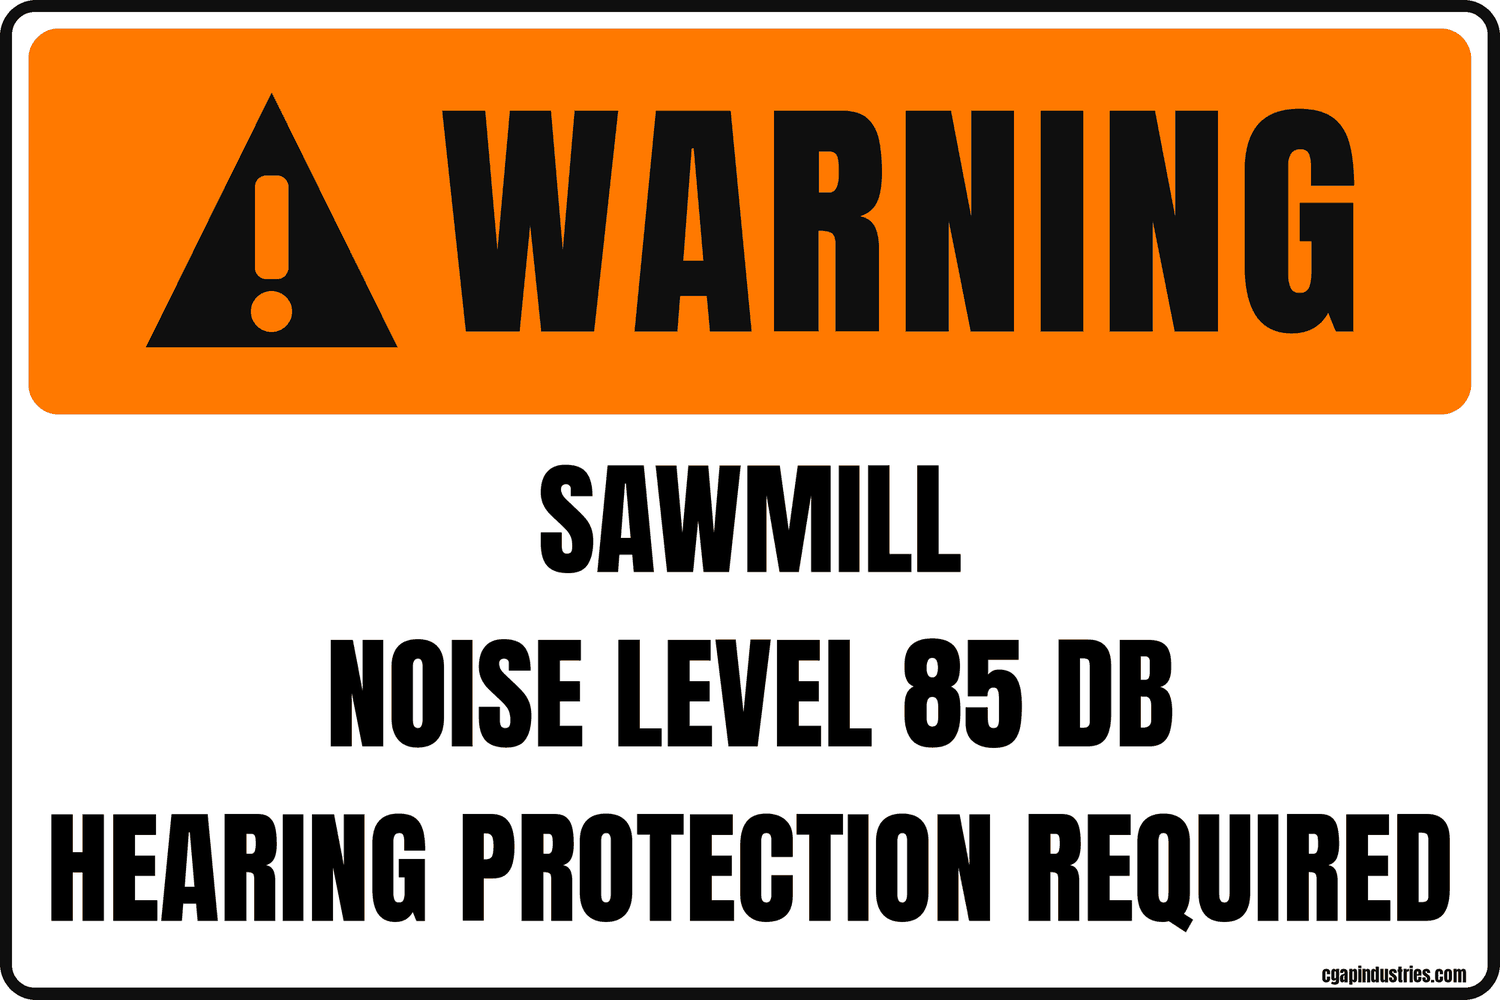 WARNING
SAWMILL
NOISE LEVEL 85 DB
HEARING PROTECTION REQUIRED
cgapindustries.com